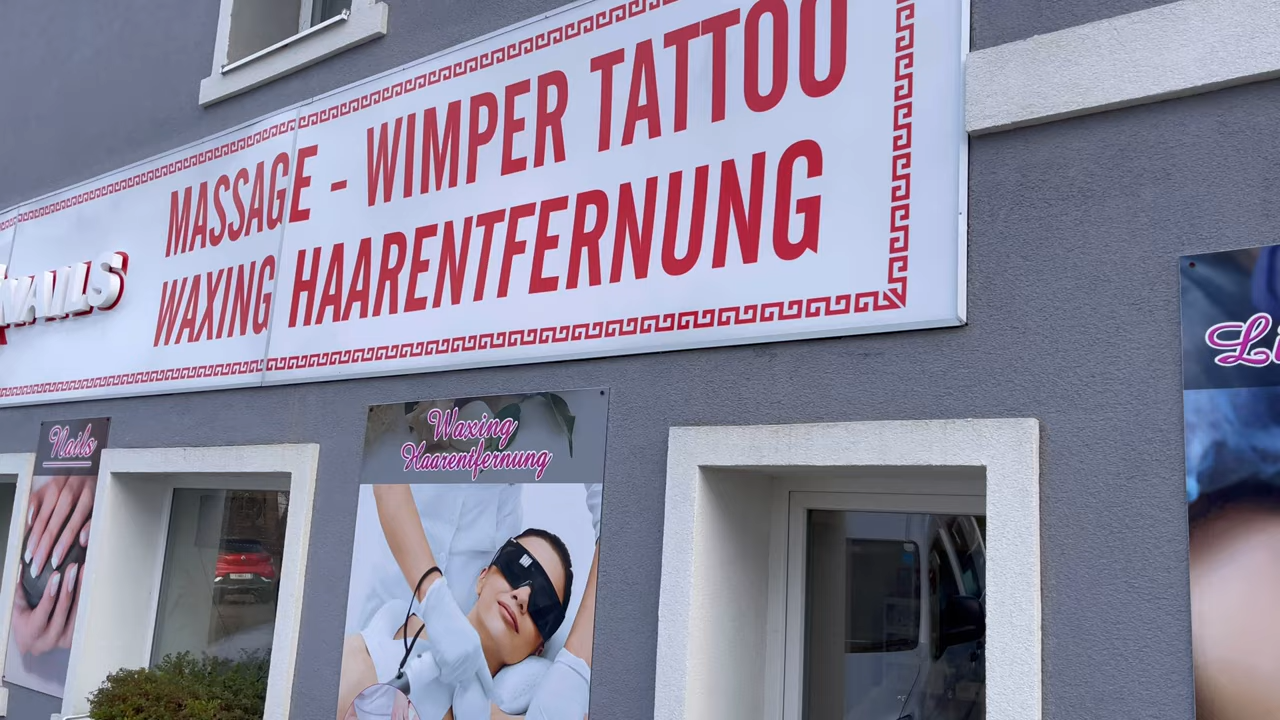 MASSAGE - WIMPER TATTOO
WAXING HAARENTFERNUNG
NAILS
Nails
Waxing
Haarentfernung